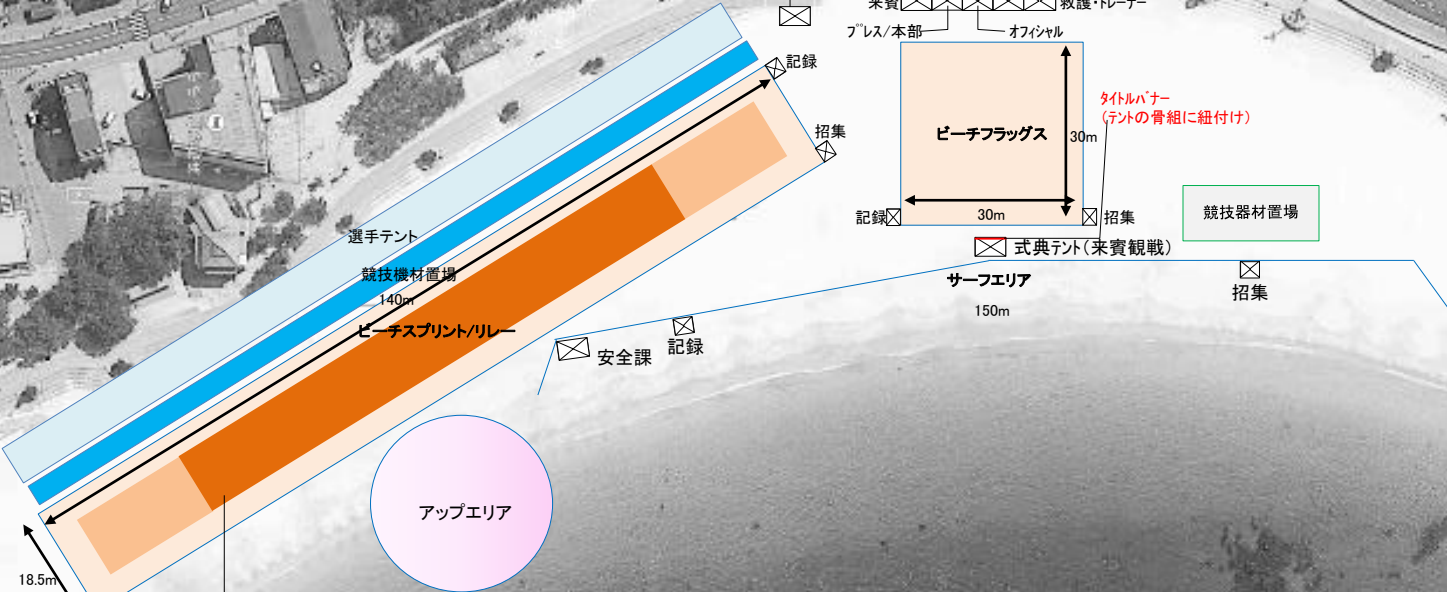 来賓
救護・トレーナー
プレス/本部
オフィシャル
記録
招集
ビーチフラッグス
30m
30m
タイトルバナー
(テントの骨組に紐付け)
記録
招集
競技器材置場
式典テント(来賓観戦)
サーフエリア
150m
招集
選手テント
競技機材置場
140m
ビーチスプリント/リレー
安全課
記録
アップエリア
18.5m